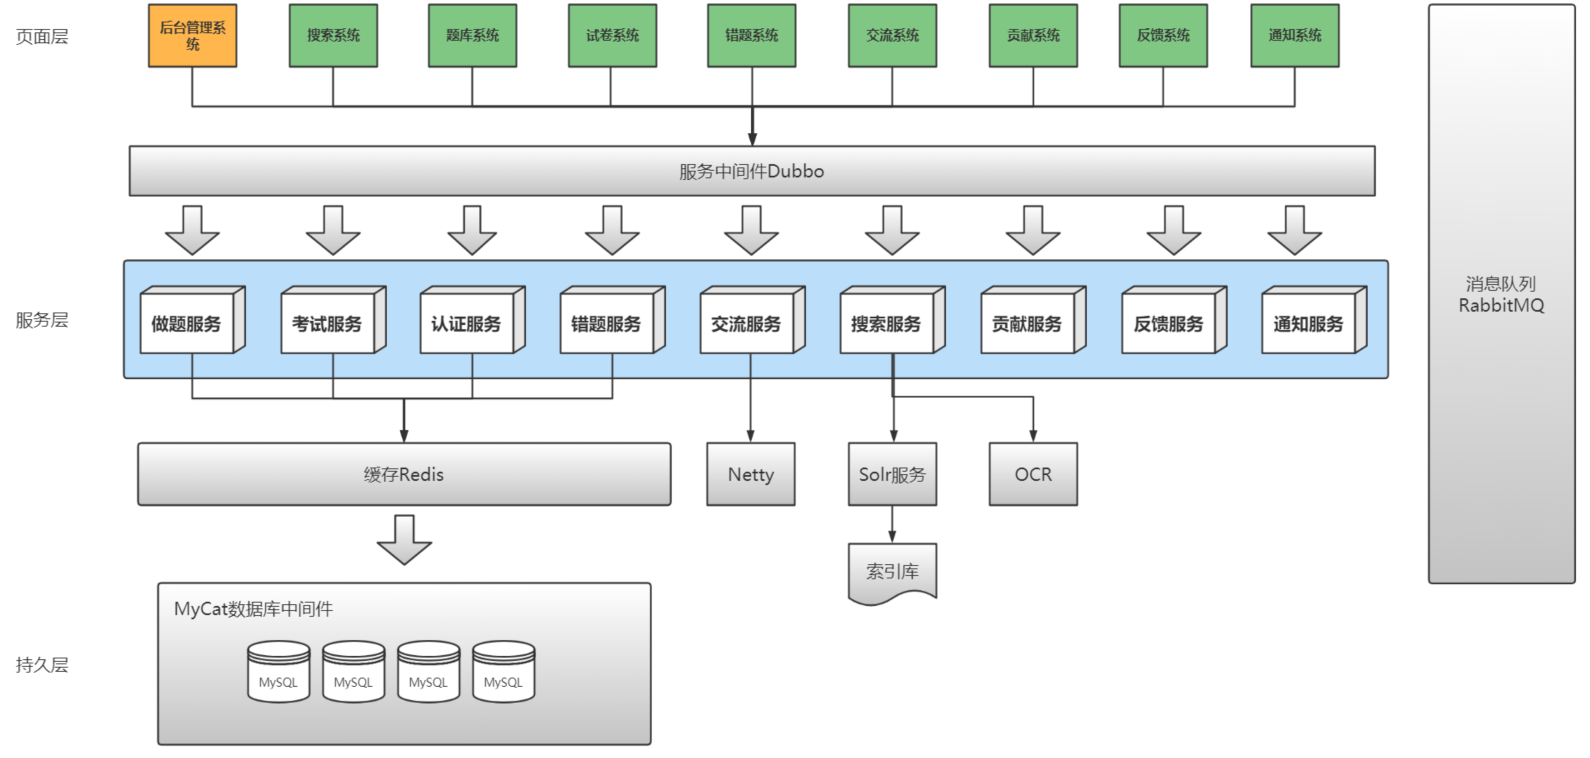 页面层
后台管理系
统
搜索系统
题库系统
试卷系统
错题系统
交流系统
贡献系统
反馈系统
通知系统
服务中间件Dubbo
消息队列
RabbitMQ
服务层
做题服务
考试服务
认证服务
错题服务
交流服务
搜索服务
贡献服务
反馈服务
通知服务
缓存Redis
Netty
Solr服务
OCR
索引库
MyCat数据库中间件
持久层
MySQL
MySQL
MySQL
MySQL